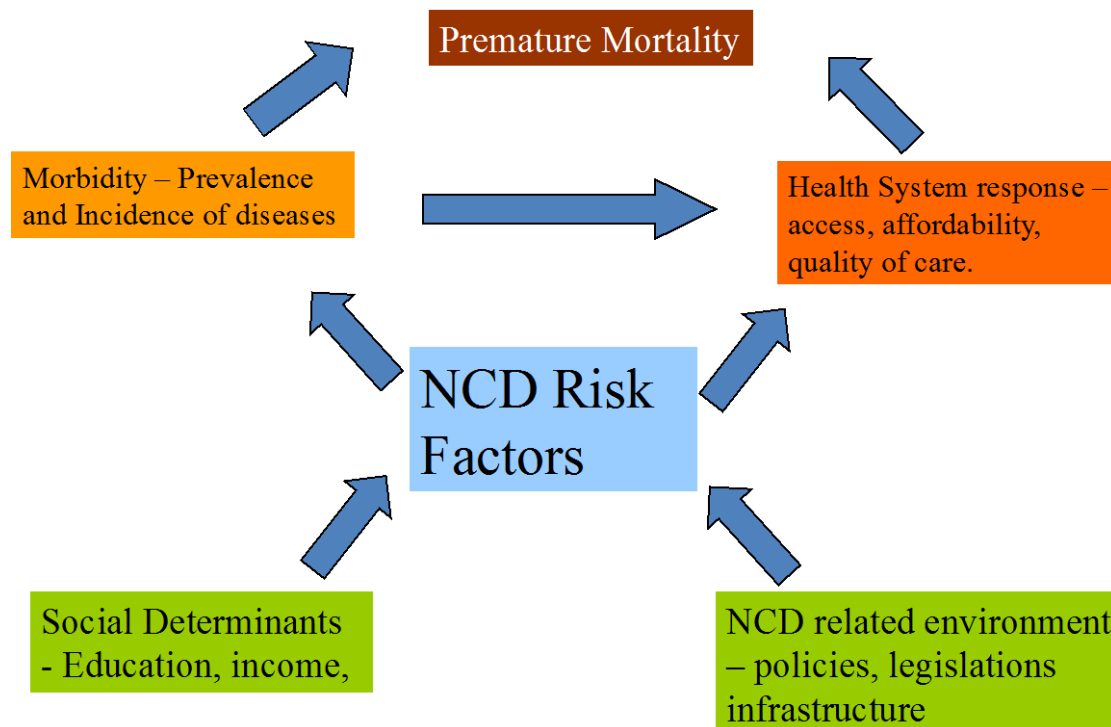 Premature Mortality
Morbidity – Prevalence
and Incidence of diseases
Health System response –
access, affordability,
quality of care.
NCD Risk
Factors
Social Determinants
- Education, income,
NCD related environment
– policies, legislations
infrastructure